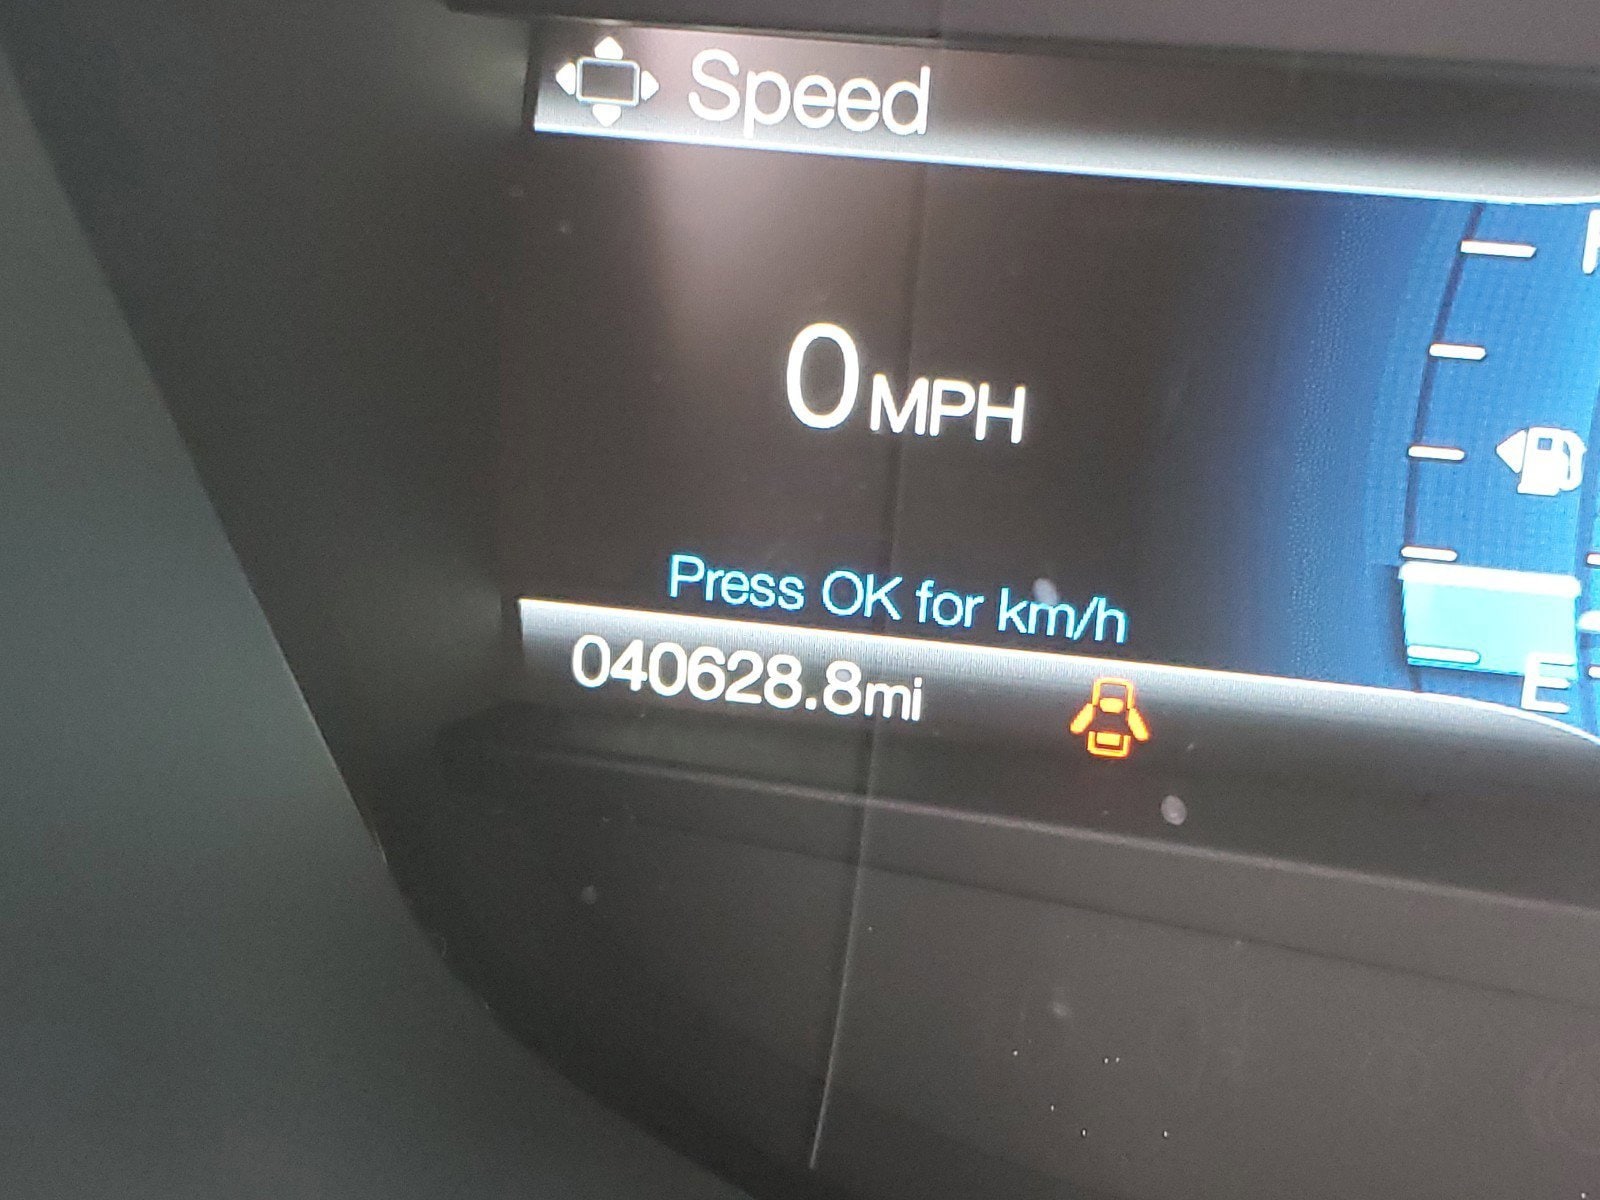 Speed
0 MPH
Press OK for km/h
040628.8mi
E